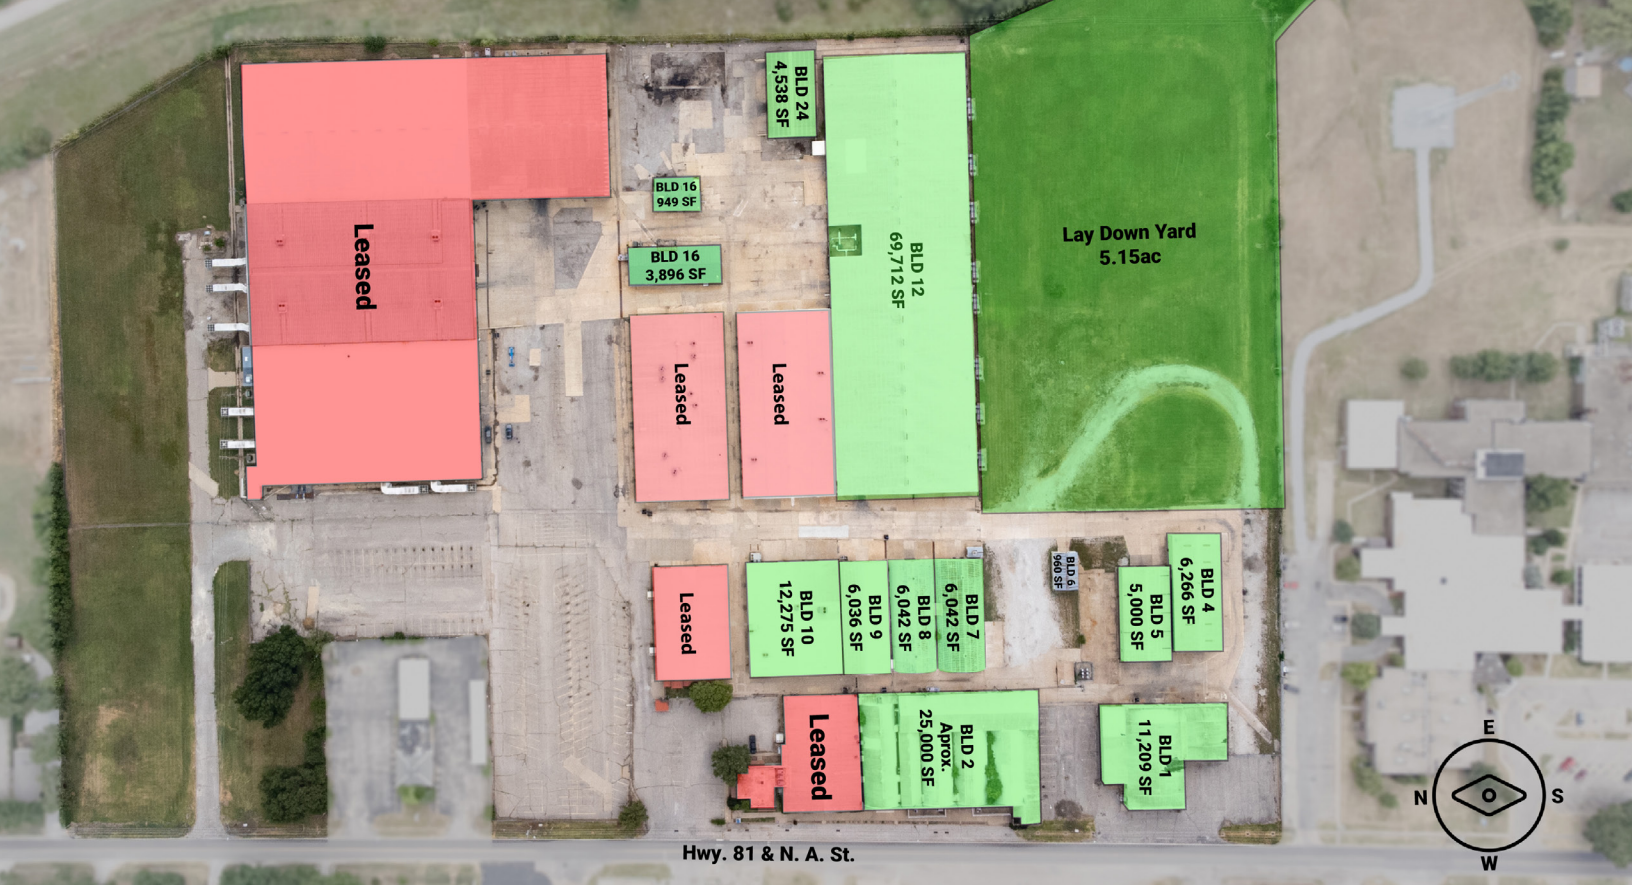 BLD 24
4,538 SF
BLD 16
949 SF
BLD 16
3,896 SF
Leased
BLD 12
69,712 SF
Lay Down Yard
5.15ac
Leased
Leased
BLD 6
960 SF
BLD 4
6,266 SF
BLD 5
5,000 SF
Leased
BLD 10
12,275 SF
BLD 9
6,036 SF
BLD 8
6,042 SF
BLD 7
6,042 SF
Leased
BLD 2
Aprox.
25,000 SF
BLD 1
11,209 SF
E
N
S
W
Hwy. 81 & N. A. St.